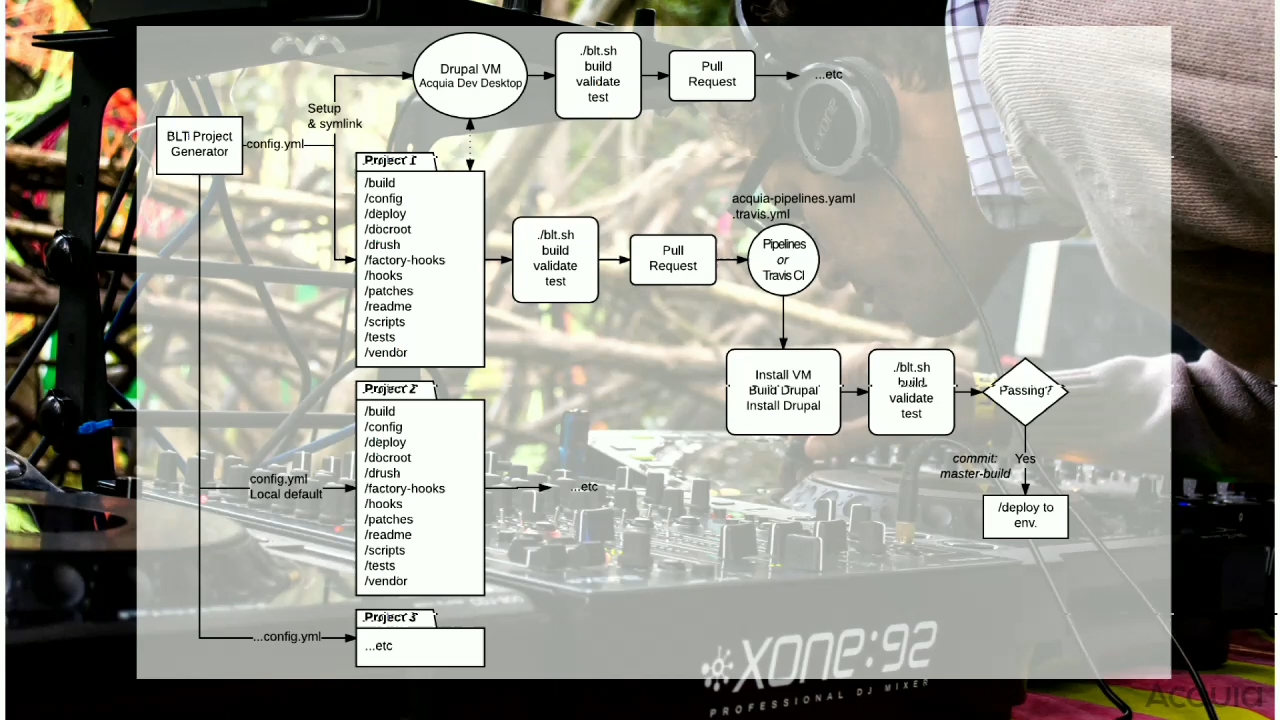 Drupal VM
Acquia Dev Desktop
./blt.sh
build
validate
test
Pull
Request
...etc
Setup
& symlink
BLT Project
Generator
config.yml
Project 1
/build
/config
/deploy
/docroot
/drush
/factory-hooks
/hooks
/patches
/readme
/scripts
/tests
/vendor
./blt.sh
build
validate
test
Pull
Request
acquia-pipelines.yaml
.travis.yml
Pipelines
or
Travis CI
Install VM
Build Drupal
Install Drupal
./blt.sh
build
validate
test
Passing?
commit:
master-build
Yes
/deploy to
env.
Project 2
/build
/config
/deploy
/docroot
/drush
/factory-hooks
/hooks
/patches
/readme
/scripts
/tests
/vendor
config.yml
Local default
...etc
Project 3
...config.yml
...etc
XONE
XONE:92
PROFESSIONAL DJ MIXER
Acquia